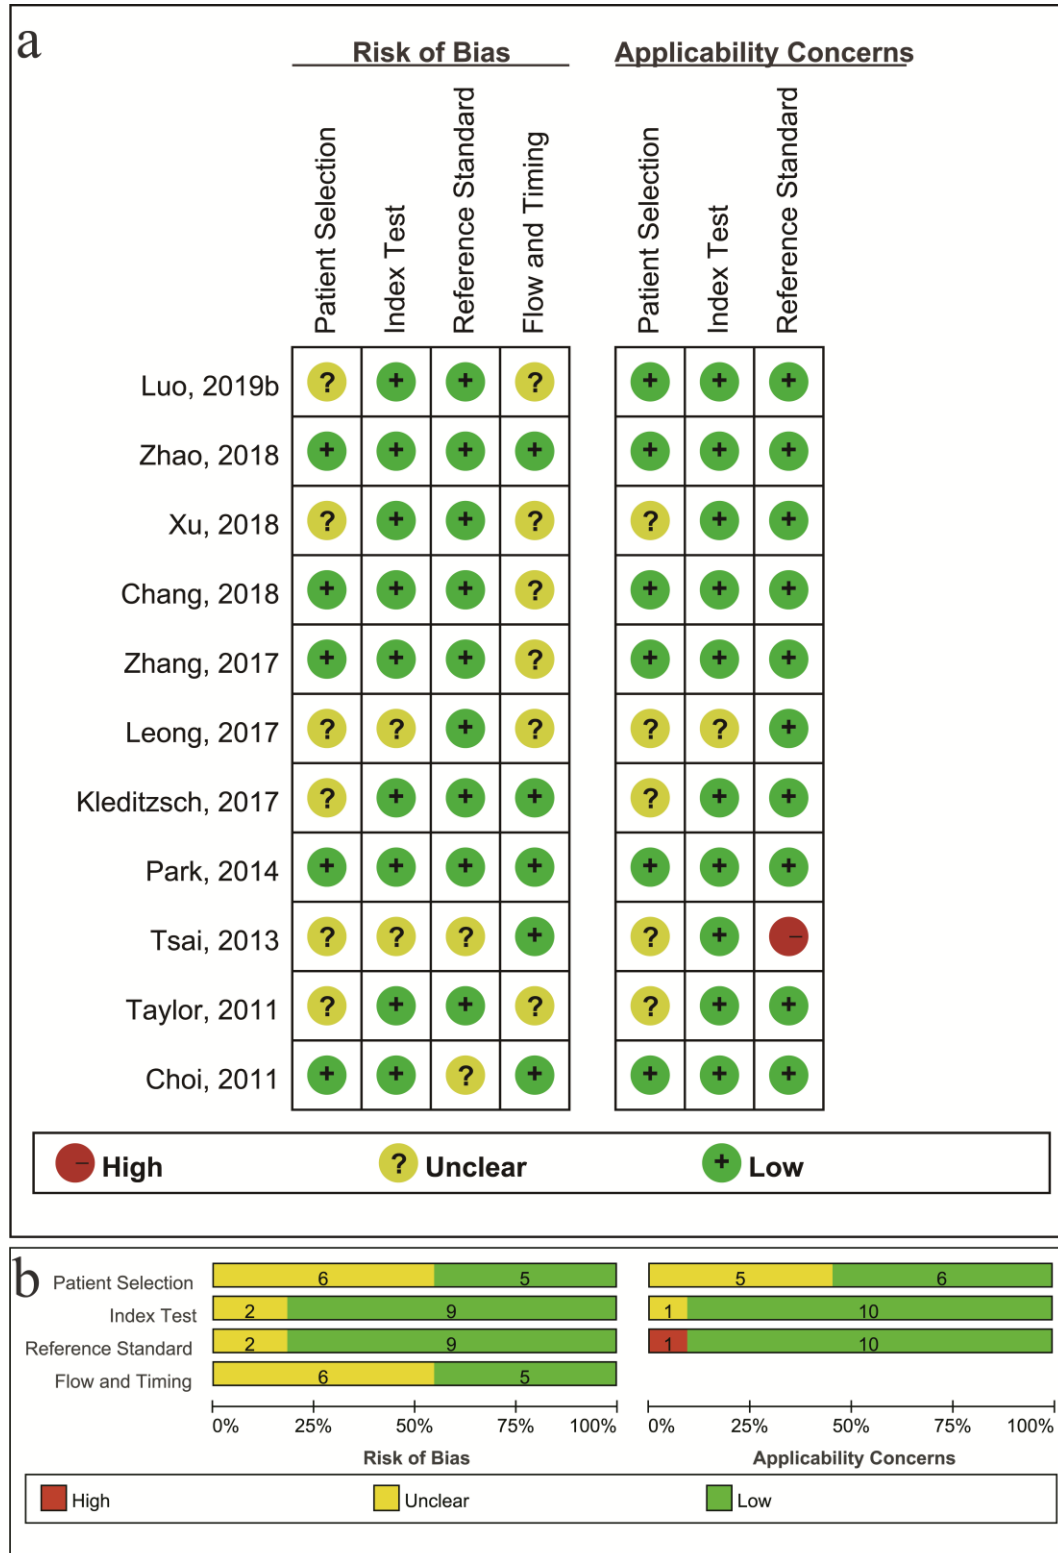 a
Risk of Bias
Applicability Concerns
Patient Selection
Index Test
Reference Standard
Flow and Timing
Patient Selection
Index Test
Reference Standard
Luo, 2019b ? + + ? + + +
Zhao, 2018 + + + + + + +
Xu, 2018 ? + + ? ? + +
Chang, 2018 + + + ? + + +
Zhang, 2017 + + + ? + + +
Leong, 2017 ? ? + ? ? ? +
Kleditzsch, 2017 ? + + + ? + +
Park, 2014 + + + + + + +
Tsai, 2013 ? ? ? + ? + –
Taylor, 2011 ? + + ? ? + +
Choi, 2011 + + ? + + + +
– High ? Unclear + Low
b
Patient Selection 6 5 5 6
Index Test 2 9 1 10
Reference Standard 2 9 1 10
Flow and Timing 6 5
0% 25% 50% 75% 100% 0% 25% 50% 75% 100%
Risk of Bias Applicability Concerns
High Unclear Low